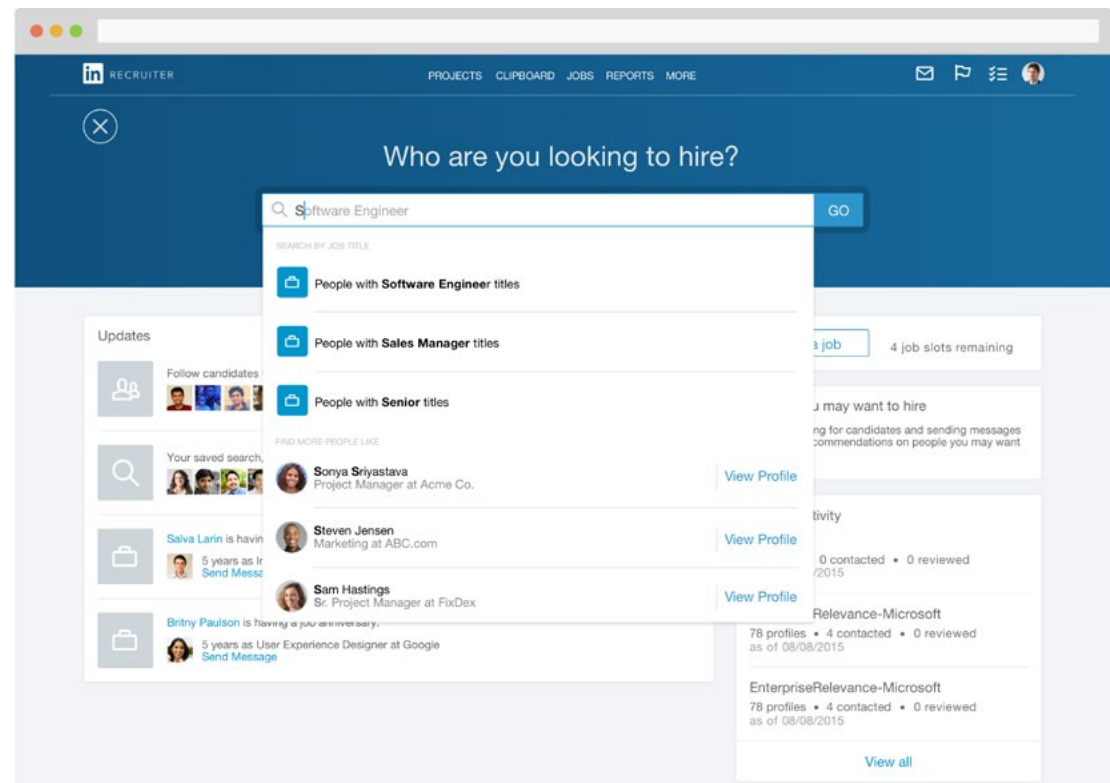 in RECRUITER
PROJECTS CLIPBOARD JOBS REPORTS MORE
Who are you looking to hire?
Software Engineer
GO
SEARCH BY JOB TITLE
People with Software Engineer titles
People with Sales Manager titles
People with Senior titles
FIND MORE PEOPLE LIKE
Sonya Sriyastava
Project Manager at Acme Co.
View Profile
Steven Jensen
Marketing at ABC.com
View Profile
Sam Hastings
Sr. Project Manager at FixDex
View Profile
Updates
Follow candidates
Your saved search,
Salva Larin is havin
5 years as Ir
Send Messa
Britny Paulson is having a job anniversary.
5 years as User Experience Designer at Google
Send Message
a job
4 job slots remaining
u may want to hire
ng for candidates and sending messages
commendations on people you may want
tivity
0 contacted • 0 reviewed
/2015
Relevance-Microsoft
78 profiles • 4 contacted • 0 reviewed
as of 08/08/2015
EnterpriseRelevance-Microsoft
78 profiles • 4 contacted • 0 reviewed
as of 08/08/2015
View all